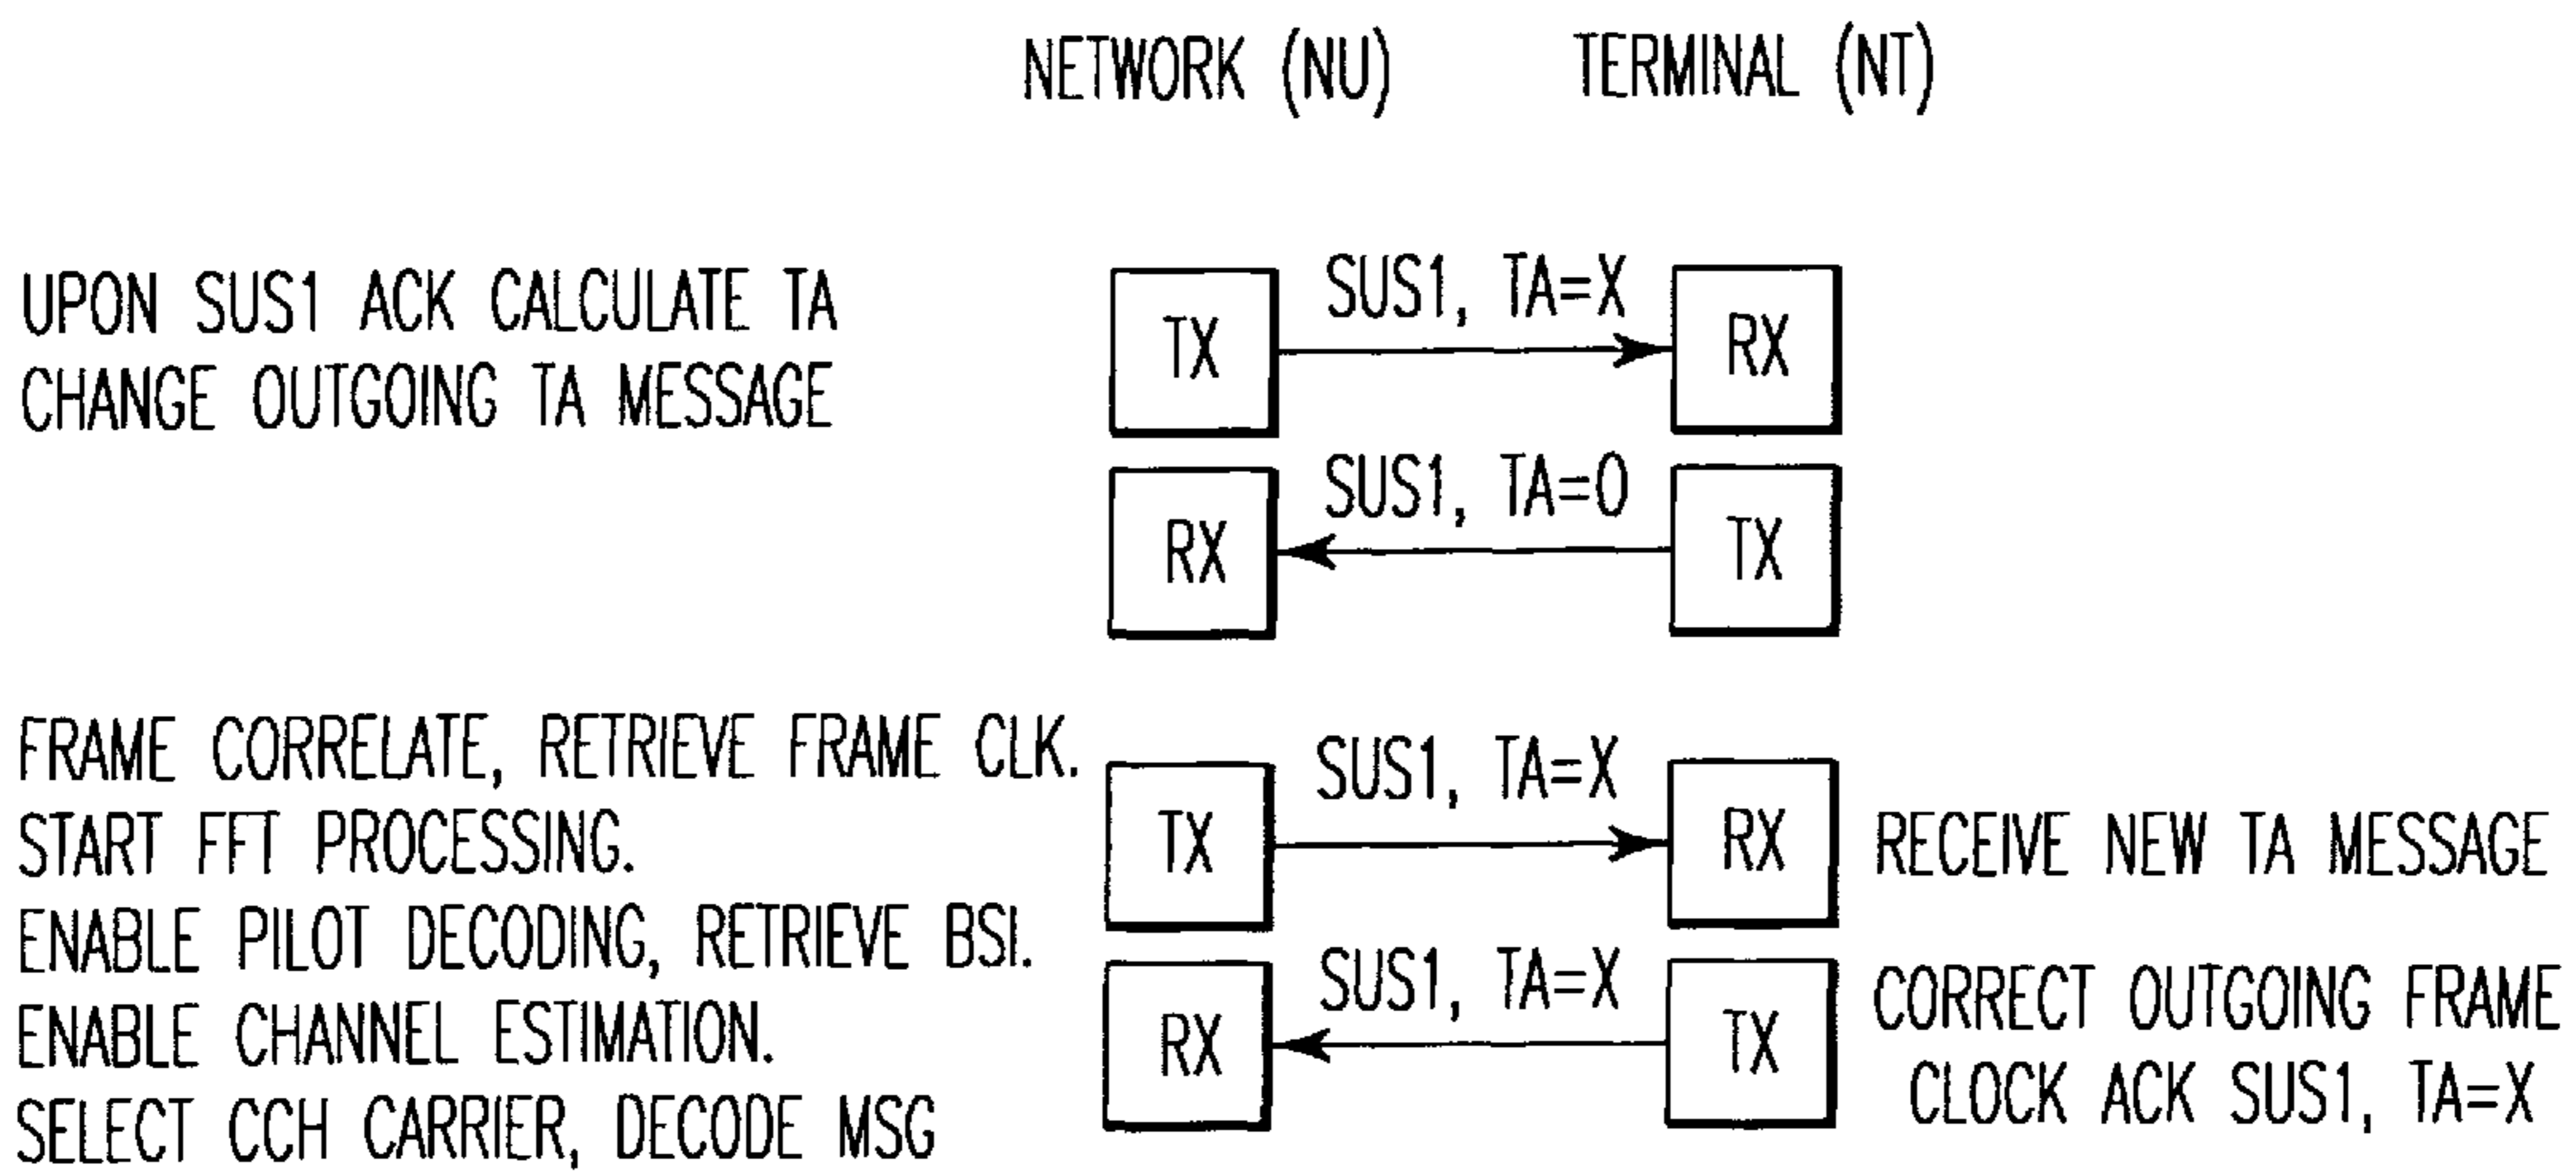 NETWORK (NU) TERMINAL (NT)
UPON SUS1 ACK CALCULATE TA
CHANGE OUTGOING TA MESSAGE
TX
SUS1, TA=X
RX
RX
SUS1, TA=0
TX
FRAME CORRELATE, RETRIEVE FRAME CLK.
START FFT PROCESSING.
ENABLE PILOT DECODING, RETRIEVE BSI.
ENABLE CHANNEL ESTIMATION.
SELECT CCH CARRIER, DECODE MSG
TX
SUS1, TA=X
RX
RECEIVE NEW TA MESSAGE
RX
SUS1, TA=X
TX
CORRECT OUTGOING FRAME
CLOCK ACK SUS1, TA=X